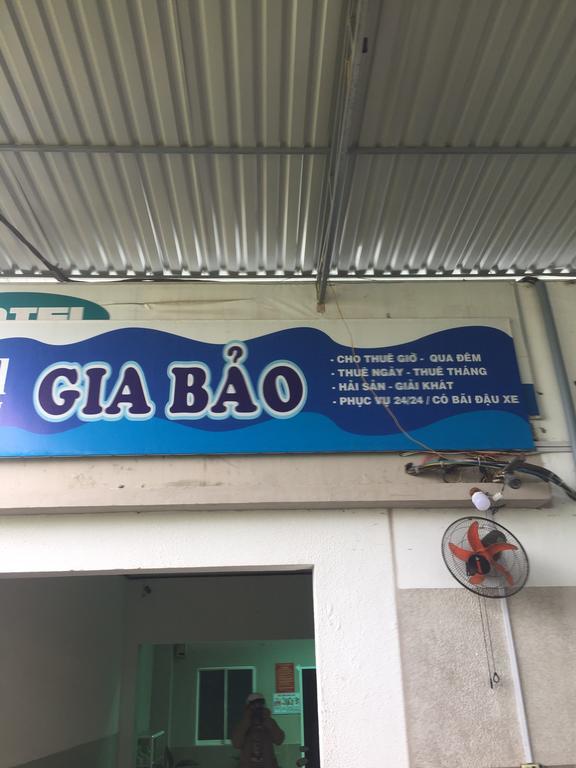 GIA BẢO
- CHO THUÊ GIỜ - QUA ĐÊM
- THUÊ NGÀY - THUÊ THÁNG
- HẢI SẢN - GIẢI KHÁT
- PHỤC VỤ 24/24 / CÓ BÃI ĐẬU XE